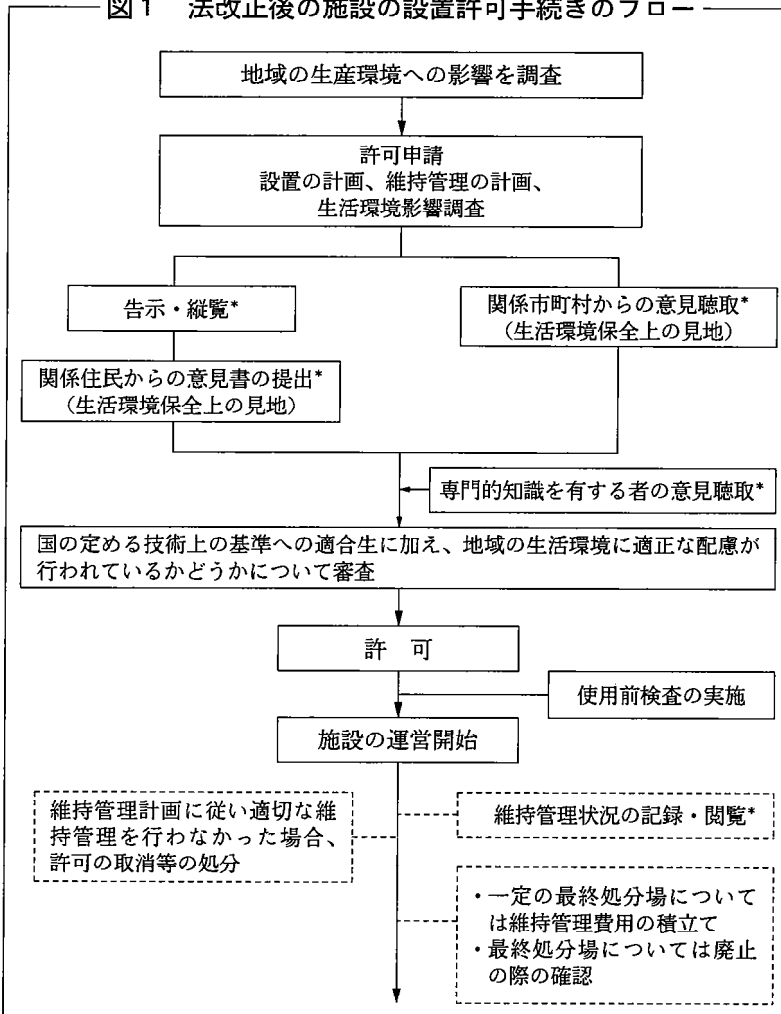 図1 法改正後の施設の設置許可手続きのフロー
地域の生産環境への影響を調査
許可申請
設置の計画、維持管理の計画、
生活環境影響調査
告示・縦覧*
関係市町村からの意見聴取*
(生活環境保全上の見地)
関係住民からの意見書の提出*
(生活環境保全上の見地)
専門的知識を有する者の意見聴取*
国の定める技術上の基準への適合生に加え、地域の生活環境に適正な配慮が
行われているかどうかについて審査
許 可
使用前検査の実施
施設の運営開始
維持管理計画に従い適切な維
持管理を行わなかった場合、
許可の取消等の処分
維持管理状況の記録・閲覧*
・一定の最終処分場について
は維持管理費用の積立て
・最終処分場については廃止
の際の確認